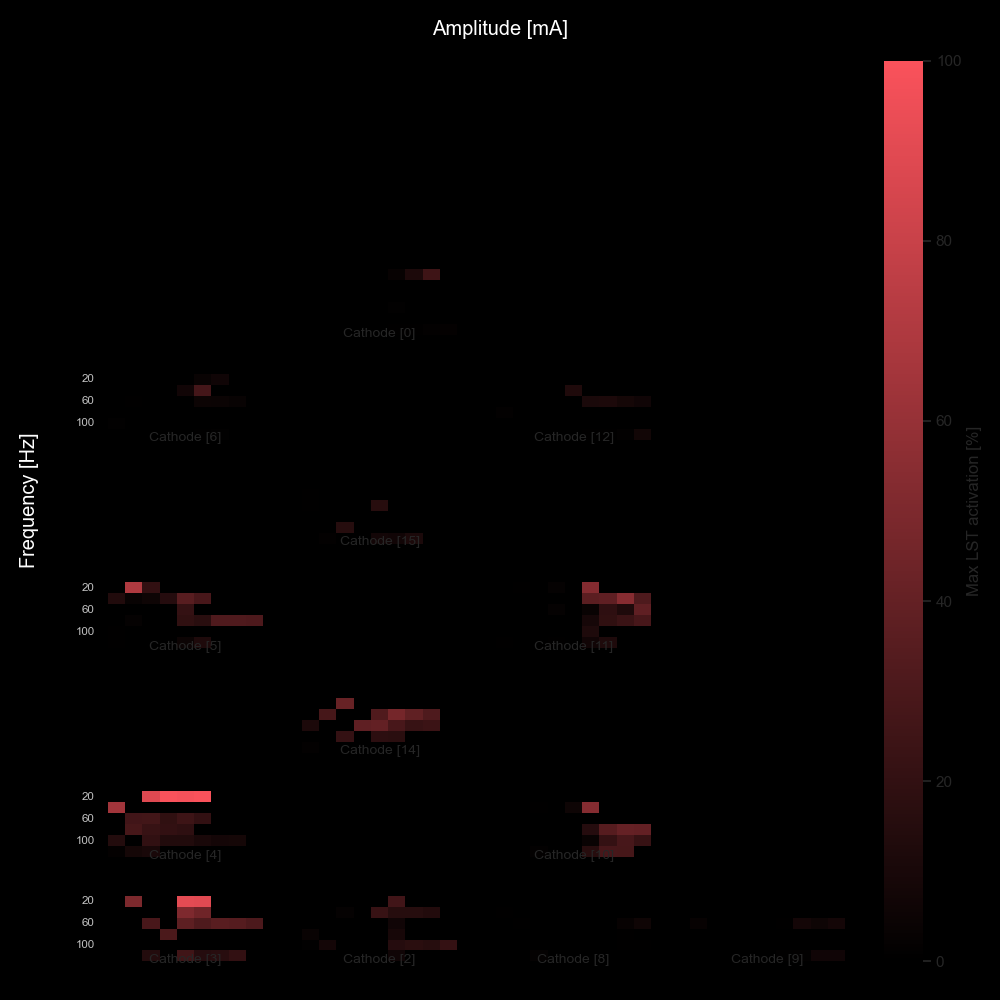 Amplitude [mA]
100
80
Cathode [0]
20
60
100
Cathode [6]
Cathode [12]
60
Frequency [Hz]
Max LST activation [%]
Cathode [15]
20
60
100
Cathode [5]
Cathode [11]
40
Cathode [14]
20
20
60
100
Cathode [4]
Cathode [10]
20
60
100
Cathode [3]
Cathode [2]
Cathode [8]
Cathode [9]
0